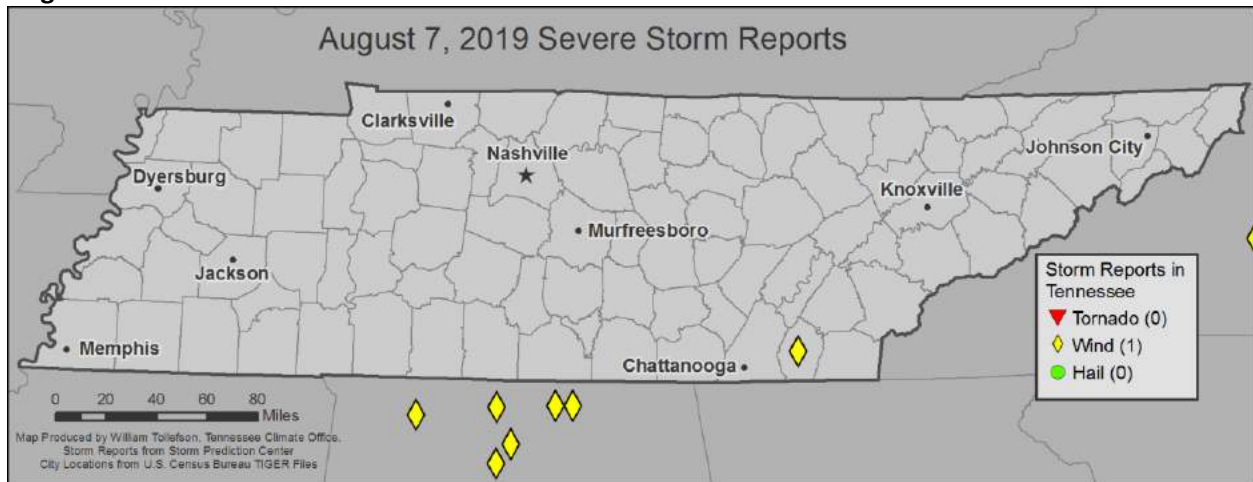 August 7, 2019 Severe Storm Reports
Clarksville
Nashville
Johnson City
Dyersburg
Knoxville
Murfreesboro
Jackson
Storm Reports in
Tennessee
Tornado (0)
Wind (1)
Hail (0)
Memphis
Chattanooga
0 20 40 60 80
Miles
Map Produced by William Tollefson, Tennessee Climate Office.
Storm Reports from Storm Prediction Center
City Locations from U.S. Census Bureau TIGER Files